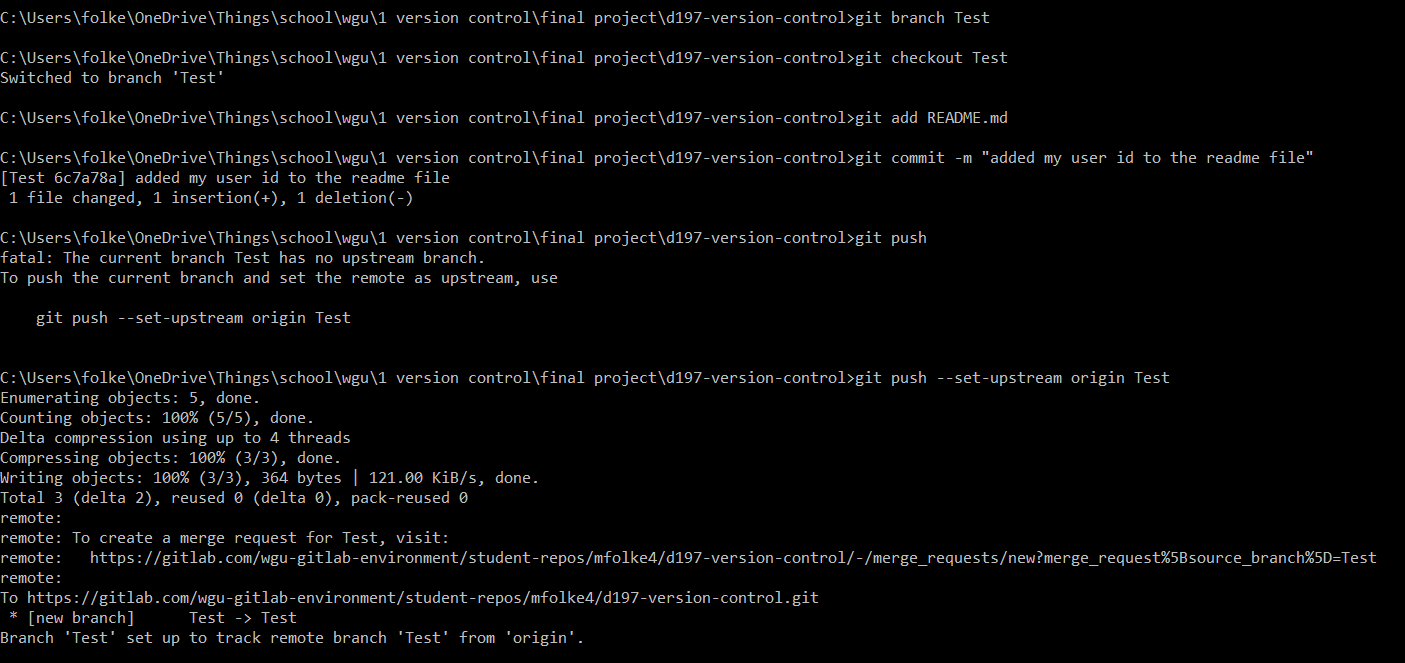 C:\Users\folke\OneDrive\Things\school\wgu\1 version control\final project\d197-version-control>git branch Test
C:\Users\folke\OneDrive\Things\school\wgu\1 version control\final project\d197-version-control>git checkout Test
Switched to branch 'Test'
C:\Users\folke\OneDrive\Things\school\wgu\1 version control\final project\d197-version-control>git add README.md
C:\Users\folke\OneDrive\Things\school\wgu\1 version control\final project\d197-version-control>git commit -m "added my user id to the readme file"
[Test 6c7a78a] added my user id to the readme file
 1 file changed, 1 insertion(+), 1 deletion(-)
C:\Users\folke\OneDrive\Things\school\wgu\1 version control\final project\d197-version-control>git push
fatal: The current branch Test has no upstream branch.
To push the current branch and set the remote as upstream, use
    git push --set-upstream origin Test
C:\Users\folke\OneDrive\Things\school\wgu\1 version control\final project\d197-version-control>git push --set-upstream origin Test
Enumerating objects: 5, done.
Counting objects: 100% (5/5), done.
Delta compression using up to 4 threads
Compressing objects: 100% (3/3), done.
Writing objects: 100% (3/3), 364 bytes | 121.00 KiB/s, done.
Total 3 (delta 2), reused 0 (delta 0), pack-reused 0
remote:
remote: To create a merge request for Test, visit:
remote:   https://gitlab.com/wgu-gitlab-environment/student-repos/mfolke4/d197-version-control/-/merge_requests/new?merge_request%5Bsource_branch%5D=Test
remote:
To https://gitlab.com/wgu-gitlab-environment/student-repos/mfolke4/d197-version-control.git
 * [new branch]      Test -> Test
Branch 'Test' set up to track remote branch 'Test' from 'origin'.